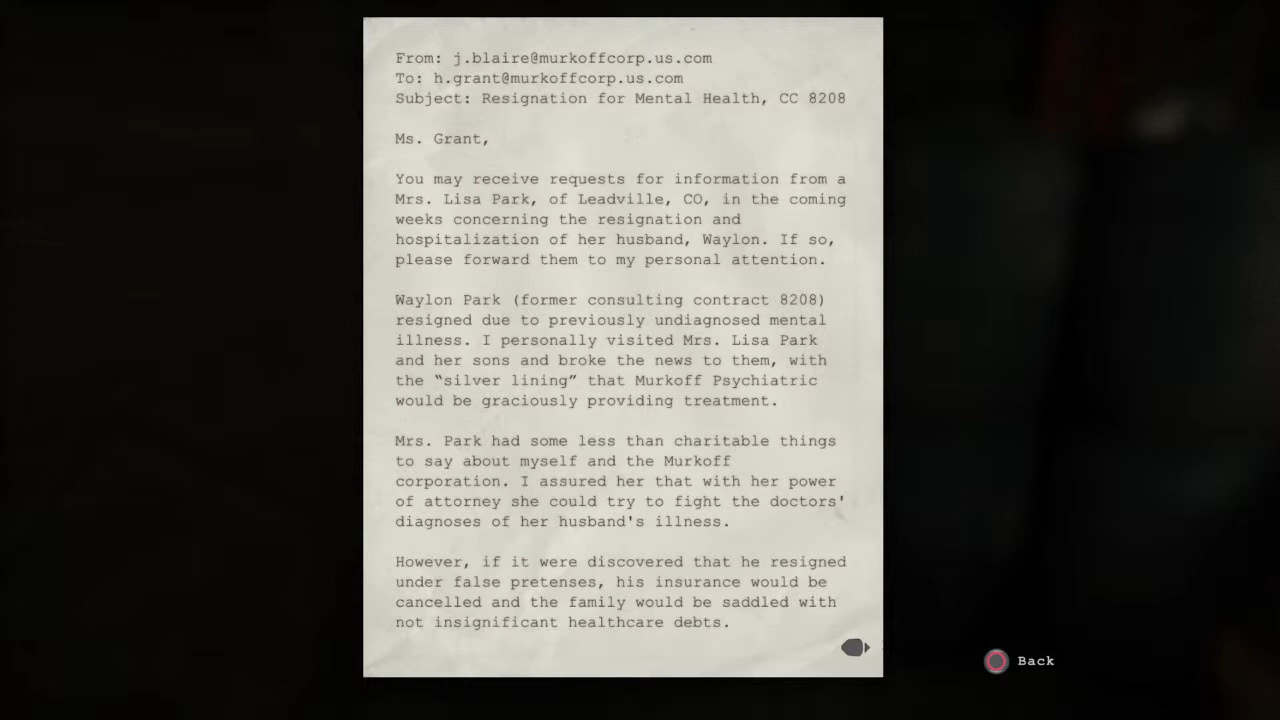 From: j.blaire@murkoffcorp.us.com
To: h.grant@murkoffcorp.us.com
Subject: Resignation for Mental Health, CC 8208
Ms. Grant,
You may receive requests for information from a
Mrs. Lisa Park, of Leadville, CO, in the coming
weeks concerning the resignation and
hospitalization of her husband, Waylon. If so,
please forward them to my personal attention.
Waylon Park (former consulting contract 8208)
resigned due to previously undiagnosed mental
illness. I personally visited Mrs. Lisa Park
and her sons and broke the news to them, with
the “silver lining” that Murkoff Psychiatric
would be graciously providing treatment.
Mrs. Park had some less than charitable things
to say about myself and the Murkoff
corporation. I assured her that with her power
of attorney she could try to fight the doctors'
diagnoses of her husband's illness.
However, if it were discovered that he resigned
under false pretenses, his insurance would be
cancelled and the family would be saddled with
not insignificant healthcare debts.
Back